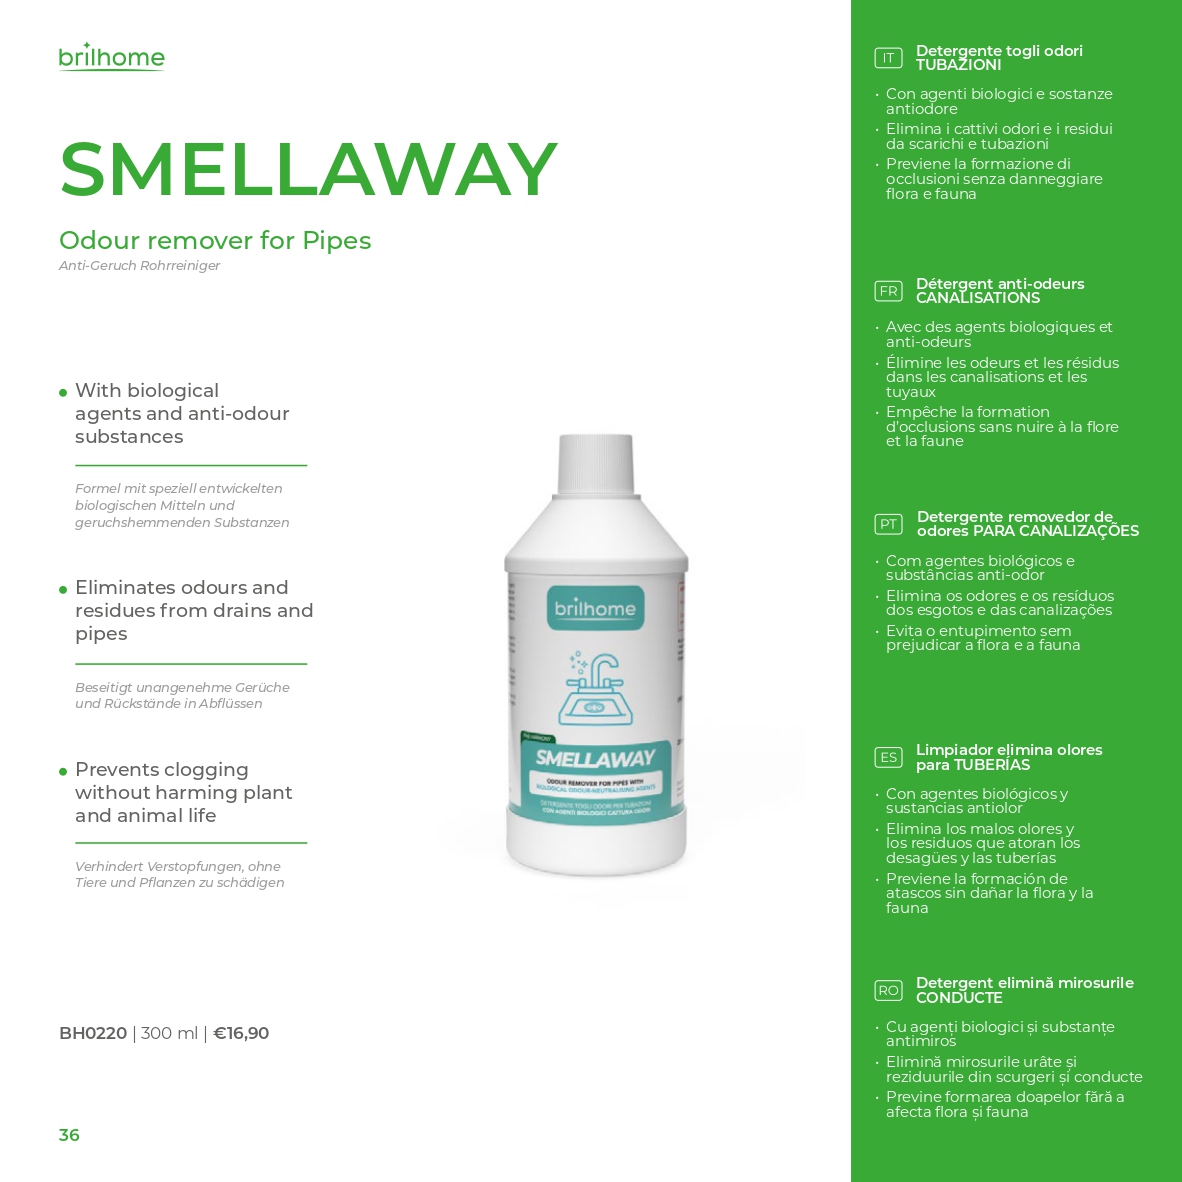 brilhome
SMELLAWAY
Odour remover for Pipes
Anti-Geruch Rohrreiniger
• With biological
agents and anti-odour
substances
Formel mit speziell entwickelten
biologischen Mitteln und
geruchshemmenden Substanzen
• Eliminates odours and
residues from drains and
pipes
Beseitigt unangenehme Gerüche
und Rückstände in Abflüssen
• Prevents clogging
without harming plant
and animal life
Verhindert Verstopfungen, ohne
Tiere und Pflanzen zu schädigen
brilhome
SMELLAWAY
ODOUR REMOVER FOR PIPES WITH
BIOLOGICAL ODOUR-NEUTRALISING AGENTS
DETERGENTE TOGLI ODORI PER TUBAZIONI
CON AGENTI BIOLOGICI CATTURA ODORI
BH0220 | 300 ml | €16,90
36
IT
Detergente togli odori
TUBAZIONI
• Con agenti biologici e sostanze
antiodore
• Elimina i cattivi odori e i residui
da scarichi e tubazioni
• Previene la formazione di
occlusioni senza danneggiare
flora e fauna
FR
Détergent anti-odeurs
CANALISATIONS
• Avec des agents biologiques et
anti-odeurs
• Élimine les odeurs et les résidus
dans les canalisations et les
tuyaux
• Empêche la formation
d'occlusions sans nuire à la flore
et la faune
PT
Detergente removedor de
odores PARA CANALIZAÇÕES
• Com agentes biológicos e
substâncias anti-odor
• Elimina os odores e os resíduos
dos esgotos e das canalizações
• Evita o entupimento sem
prejudicar a flora e a fauna
ES
Limpiador elimina olores
para TUBERÍAS
• Con agentes biológicos y
sustancias antiolor
• Elimina los malos olores y
los residuos que atoran los
desagües y las tuberías
• Previene la formación de
atascos sin dañar la flora y la
fauna
RO
Detergent elimină mirosurile
CONDUCTE
• Cu agenți biologici și substanțe
antimiros
• Elimină mirosurile urâte și
reziduurile din scurgeri și conducte
• Previne formarea doapelor fără a
afecta flora și fauna